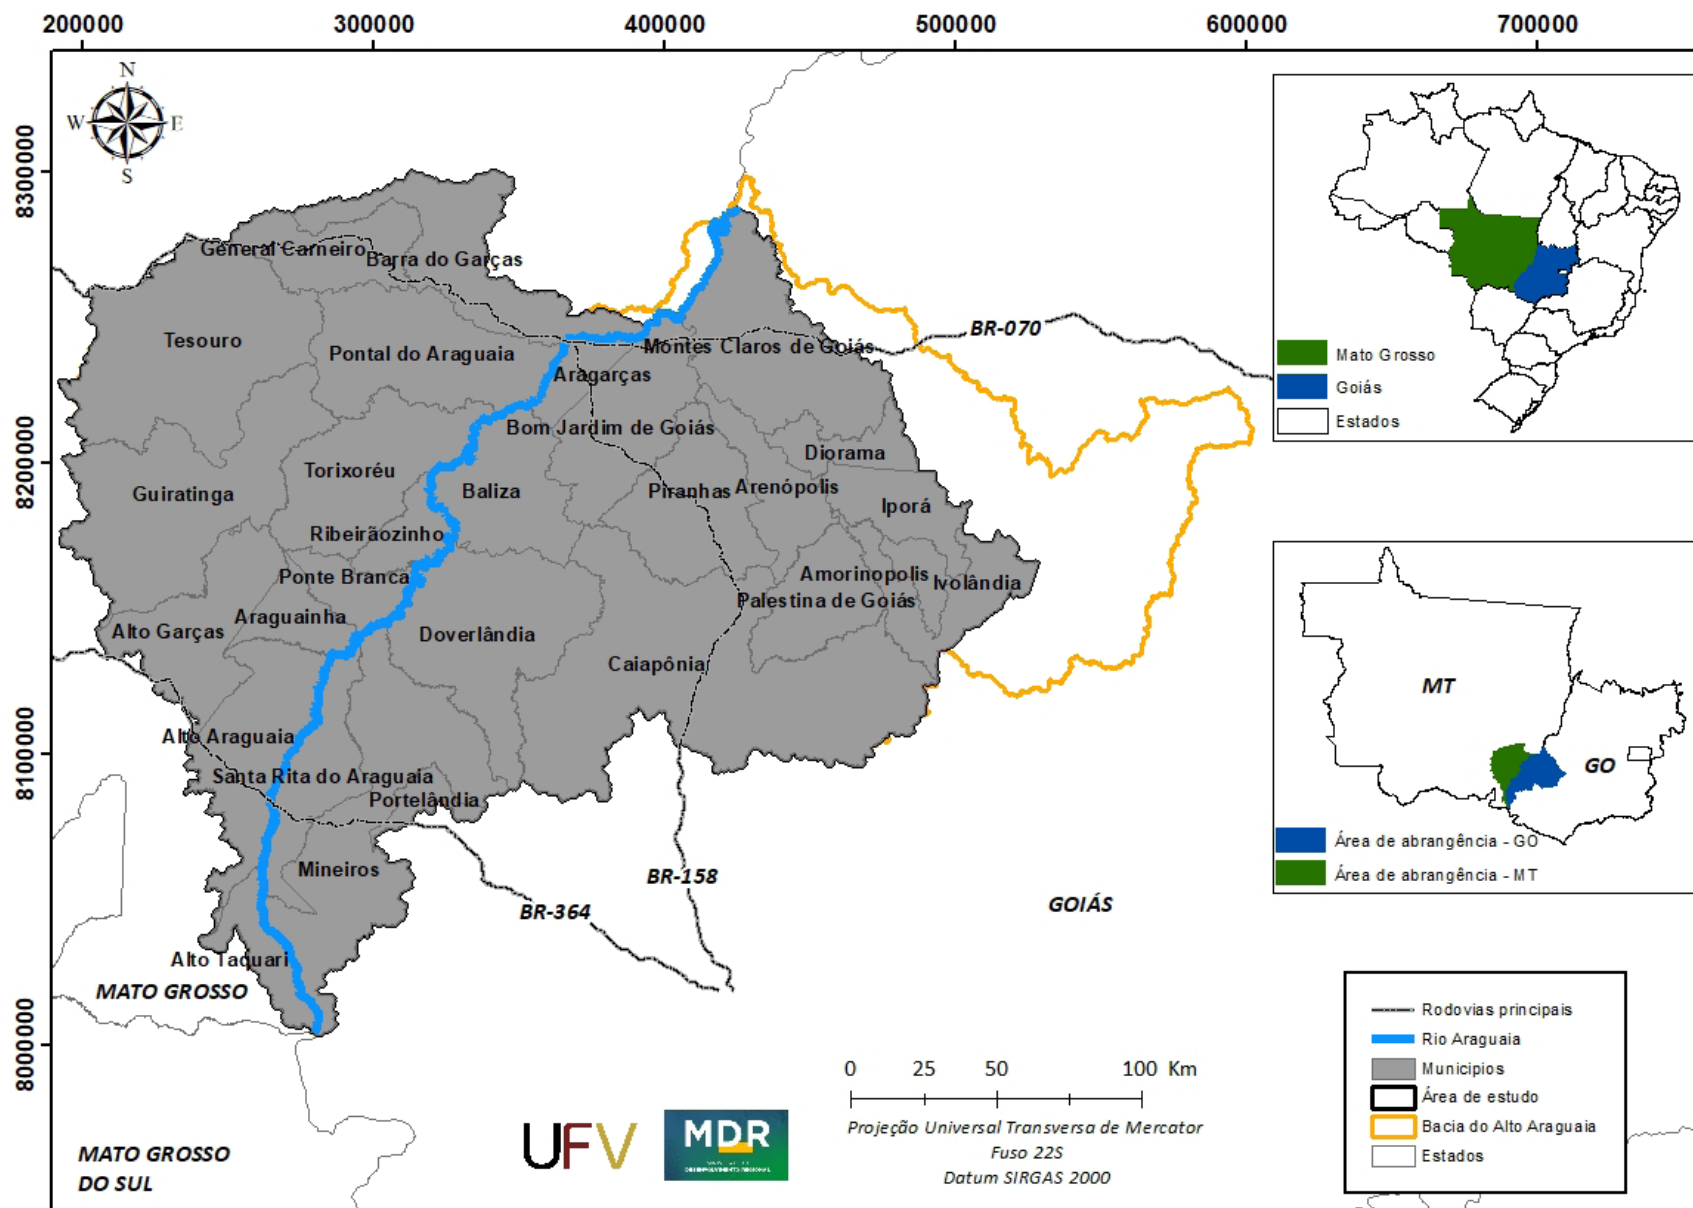 200000
300000
400000
500000
600000
700000
8300000
8200000
8100000
8000000
N
W
E
S
General Carneiro
Barra do Garças
Tesouro
Pontal do Araguaia
Montes Claros de Goiás
BR-070
Aragarças
Bom Jardim de Goiás
Diorama
Torixoréu
Guiratinga
Baliza
Piranhas
Arenópolis
Iporá
Ribeirãozinho
Ponte Branca
Amorinopolis
Ivolândia
Palestina de Goiás
Araguainha
Alto Garças
Doverlândia
Caiapônia
Alto Araguaia
Santa Rita do Araguaia
Portelândia
Mineiros
BR-158
BR-364
GOIÁS
Alto Taquari
MATO GROSSO
MATO GROSSO
DO SUL
Mato Grosso
Goiás
Estados
MT
GO
Área de abrangência - GO
Área de abrangência - MT
Rodovias principais
Rio Araguaia
Municipios
Área de estudo
Bacia do Alto Araguaia
Estados
0 25 50 100 Km
Projeção Universal Transversa de Mercator
Fuso 22S
Datum SIRGAS 2000
UFV
MDR
DESENVOLVIMENTO REGIONAL